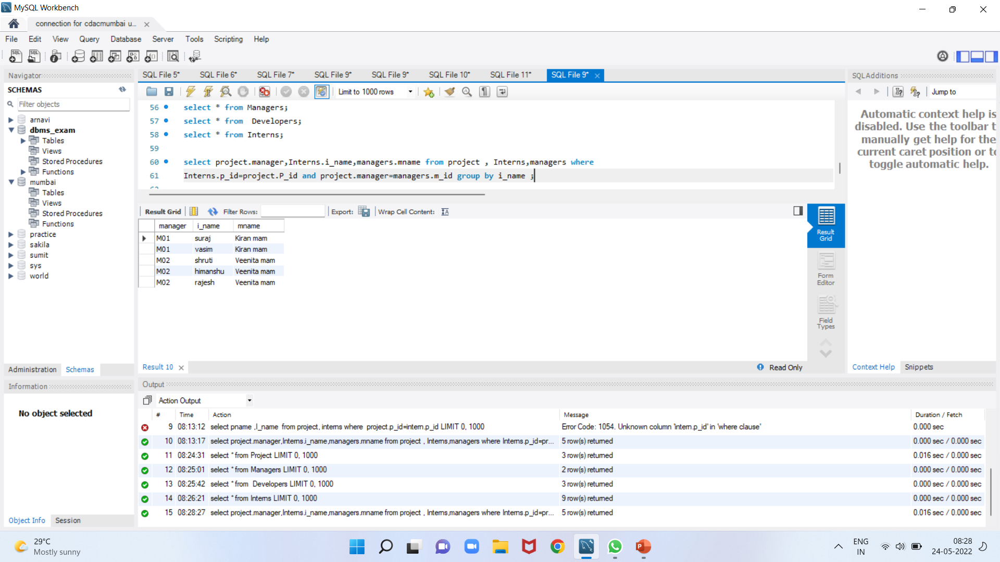 MySQL Workbench
connection for cdacmumbai u...
File Edit View Query Database Server Tools Scripting Help
Navigator
SCHEMAS
Filter objects
arnavi
dbms_exam
Tables
Views
Stored Procedures
Functions
mumbai
Tables
Views
Stored Procedures
Functions
practice
sakila
sumit
sys
world
Administration Schemas
Information
No object selected
Object Info Session
SQL File 5* SQL File 6* SQL File 7* SQL File 9* SQL File 9* SQL File 10* SQL File 11* SQL File 9*
Limit to 1000 rows
56 select * from Managers;
57 select * from  Developers;
58 select * from Interns;
59
60 select project.manager,Interns.i_name,managers.mname from project , Interns,managers where
61 Interns.p_id=project.P_id and project.manager=managers.m_id group by i_name ;
Result Grid Filter Rows: Export: Wrap Cell Content:
manager i_name mname
M01 suraj Kiran mam
M01 vasim Kiran mam
M02 shruti Veenita mam
M02 himanshu Veenita mam
M02 rajesh Veenita mam
Result Grid
Form Editor
Field Types
Result 10 Read Only
SQLAdditions
Jump to
Automatic context help is
disabled. Use the toolbar t
manually get help for the
current caret position or to
toggle automatic help.
Context Help Snippets
Output
Action Output
# Time Action Message Duration / Fetch
9 08:13:12 select pname ,I_name  from project, interns where  project.p_id=intern.p_id LIMIT 0, 1000 Error Code: 1054. Unknown column 'intern.p_id' in 'where clause' 0.000 sec
10 08:13:17 select project.manager,Interns.i_name,managers.mname from project , Interns,managers where Interns.p_id=pr... 5 row(s) returned 0.000 sec / 0.000 sec
11 08:24:31 select * from Project LIMIT 0, 1000 3 row(s) returned 0.016 sec / 0.000 sec
12 08:25:01 select * from Managers LIMIT 0, 1000 2 row(s) returned 0.000 sec / 0.000 sec
13 08:25:42 select * from  Developers LIMIT 0, 1000 3 row(s) returned 0.000 sec / 0.000 sec
14 08:26:21 select * from Interns LIMIT 0, 1000 9 row(s) returned 0.000 sec / 0.000 sec
15 08:28:27 select project.manager,Interns.i_name,managers.mname from project , Interns,managers where Interns.p_id=pr... 5 row(s) returned 0.016 sec / 0.000 sec
29°C
Mostly sunny
ENG
IN
08:28
24-05-2022